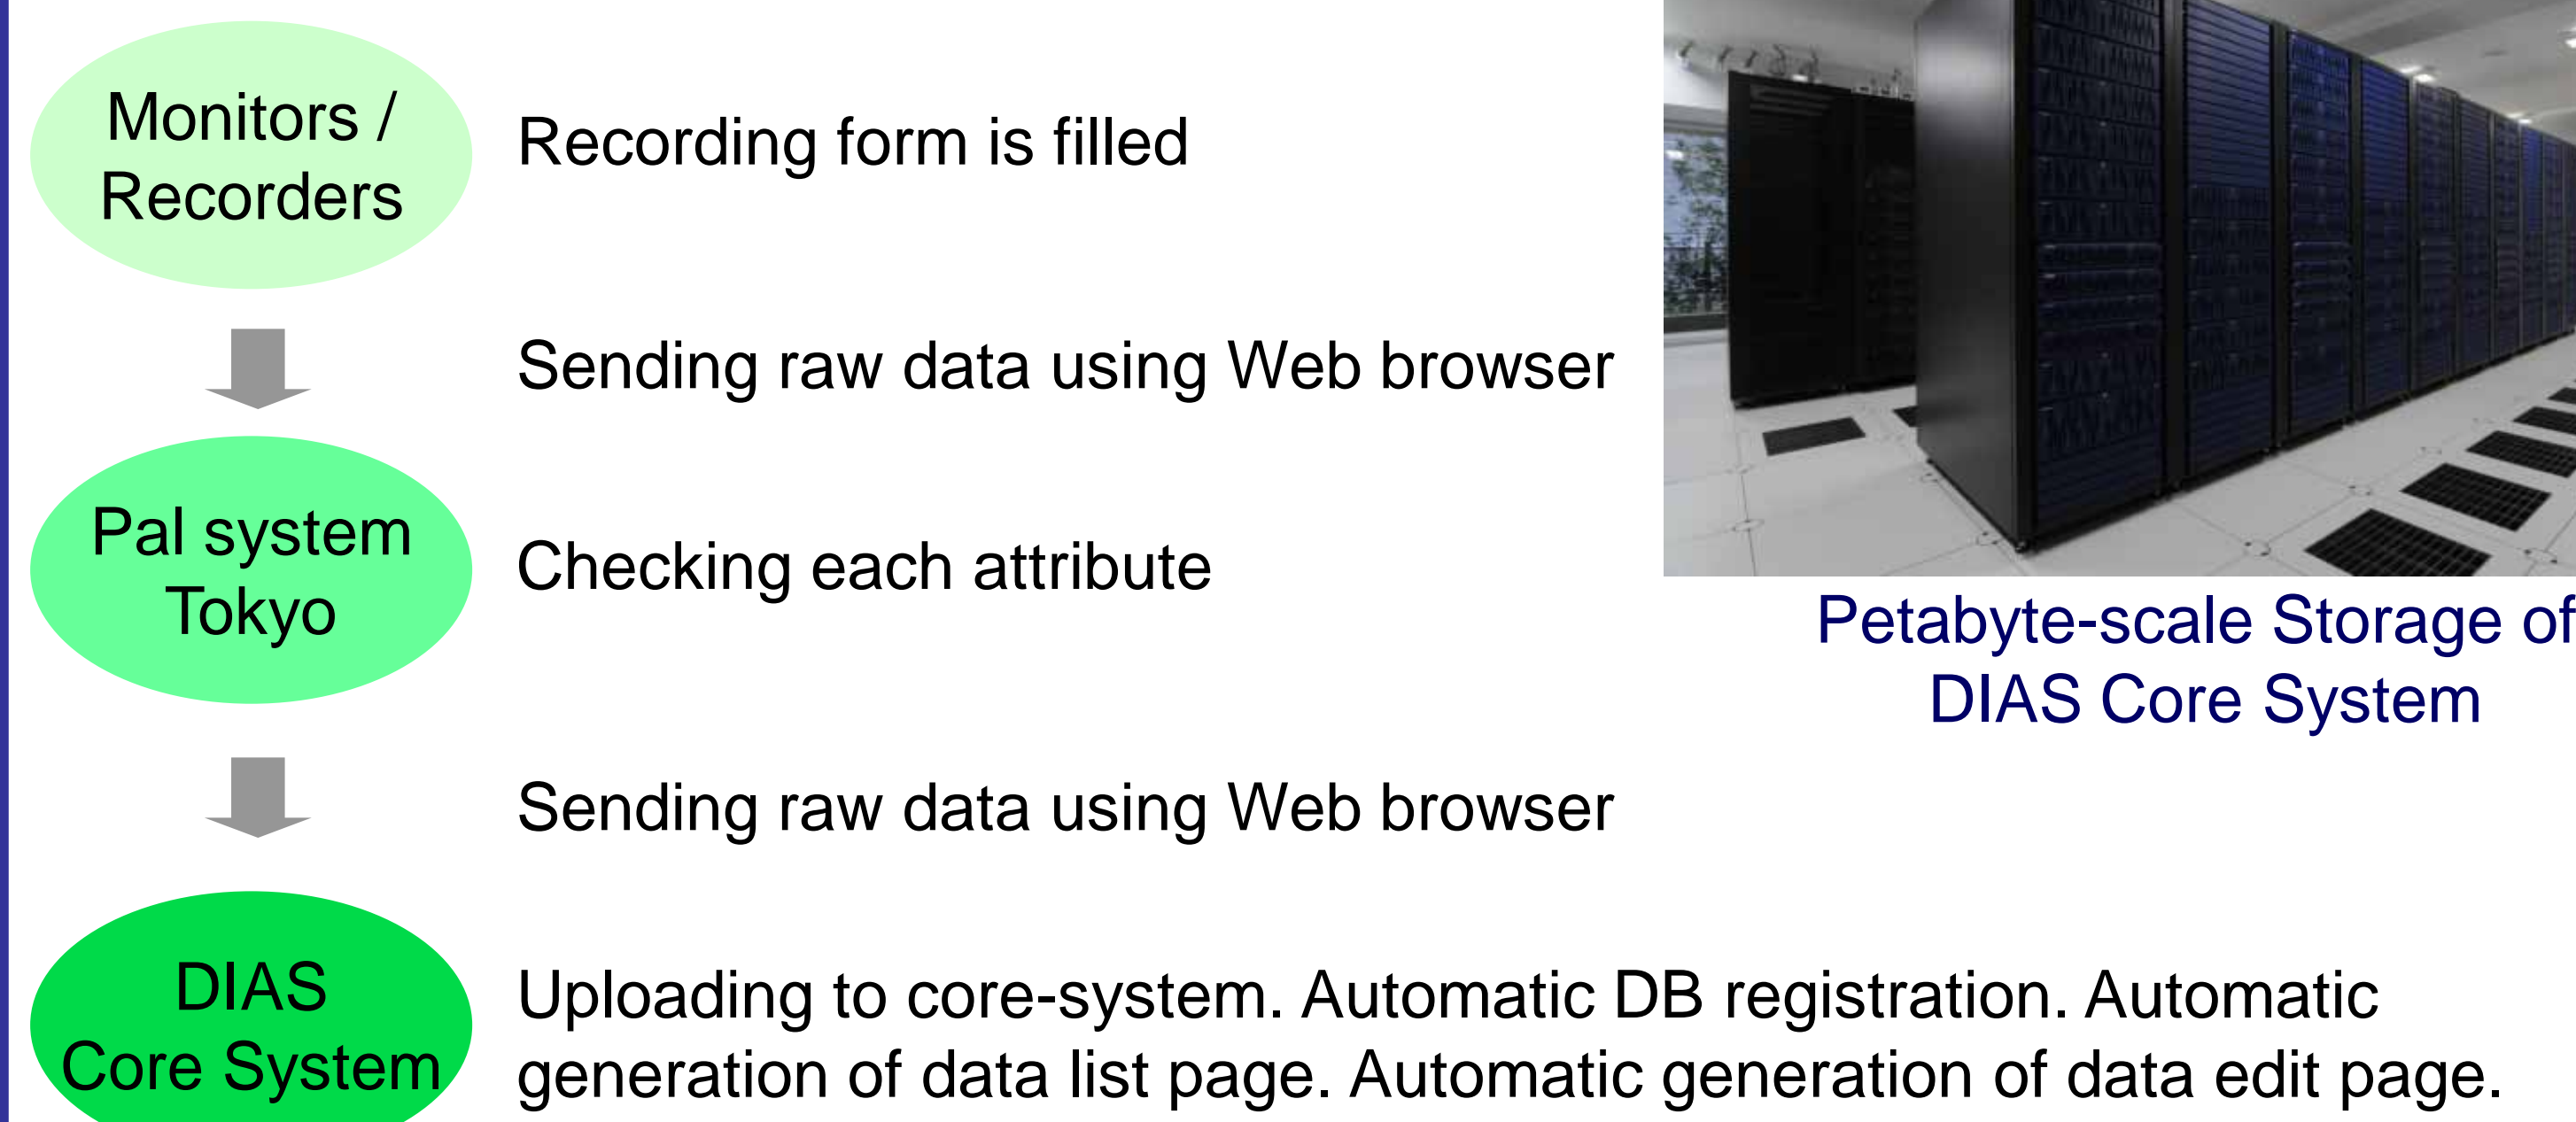 Monitors /
Recorders
Recording form is filled
Sending raw data using Web browser
Pal system
Tokyo
Checking each attribute
Petabyte-scale Storage of
DIAS Core System
Sending raw data using Web browser
DIAS
Core System
Uploading to core-system. Automatic DB registration. Automatic
generation of data list page. Automatic generation of data edit page.